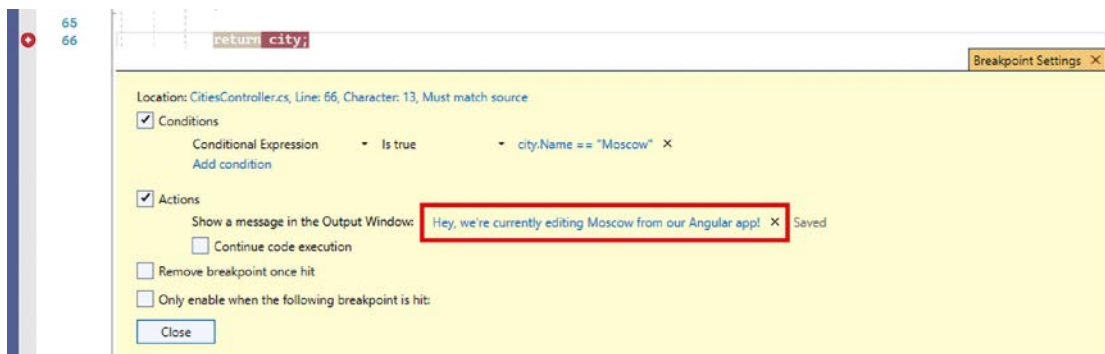 65
66 return city;
Breakpoint Settings ×
Location: CitiesController.cs, Line: 66, Character: 13, Must match source
Conditions
Conditional Expression Is true city.Name == "Moscow" ×
Add condition
Actions
Show a message in the Output Window: Hey, we're currently editing Moscow from our Angular app! × Saved
Continue code execution
Remove breakpoint once hit
Only enable when the following breakpoint is hit:
Close